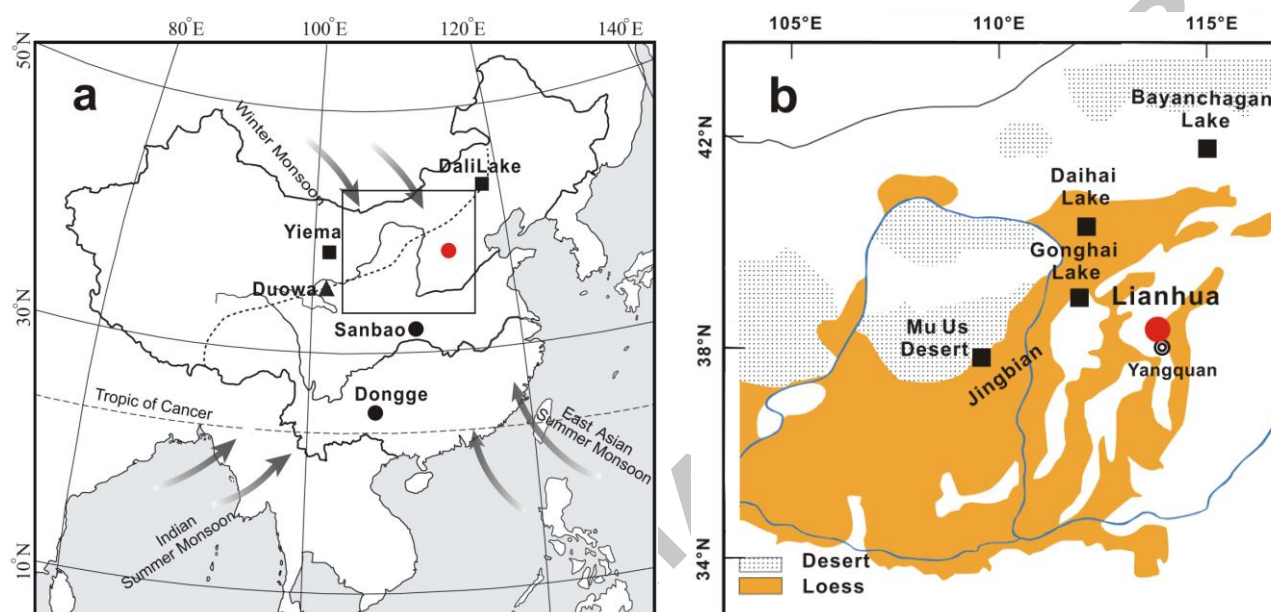 80°E
100°E
120°E
140°E
50°N
30°N
10°N
a
Winter Monsoon
DaliLake
Yiema
Duowa
Sanbao
Dongge
Tropic of Cancer
East Asian
Summer Monsoon
Indian
Summer Monsoon
105°E
110°E
115°E
42°N
38°N
34°N
b
Bayanchagan
Lake
Daihai
Lake
Gonghai
Lake
Lianhua
Mu Us
Desert
Jingbian
Yangquan
Desert
Loess